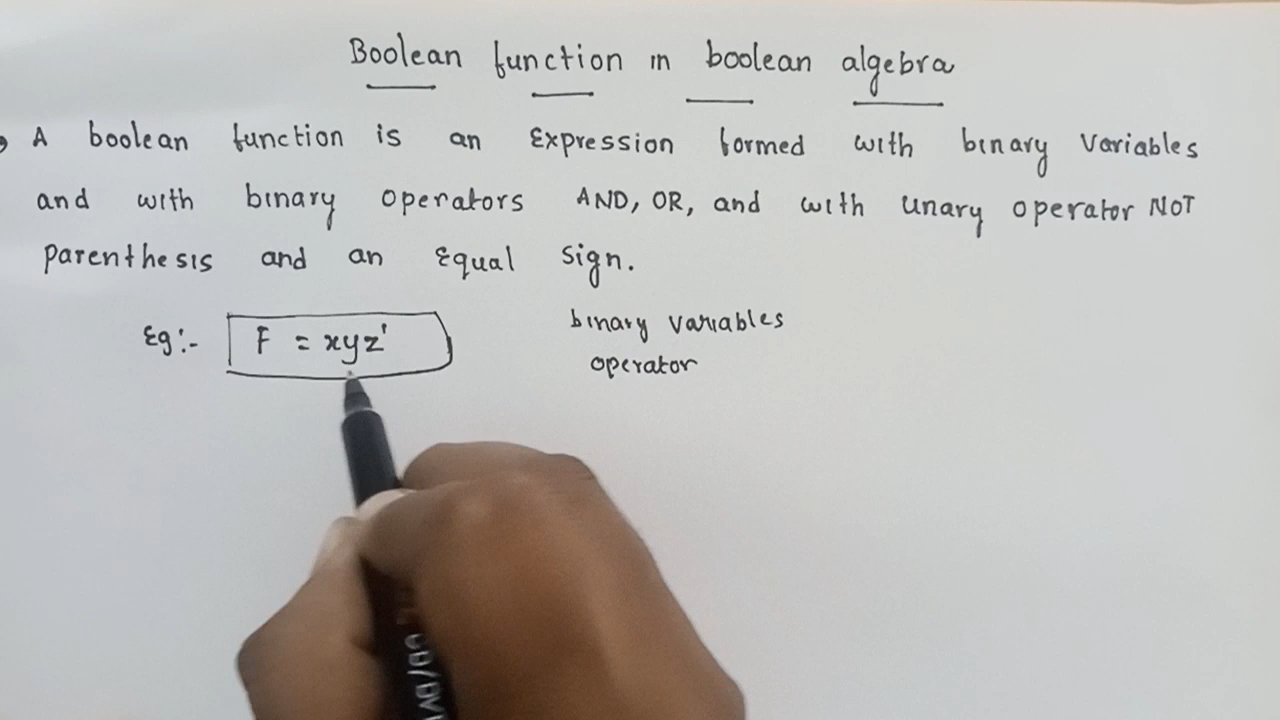 Boolean function in boolean algebra
A boolean function is an Expression formed with binary variables
and with binary operators AND, OR, and with unary operator NOT
parenthesis and an Equal sign.
Eg:- F = xyz' binary variables
operator